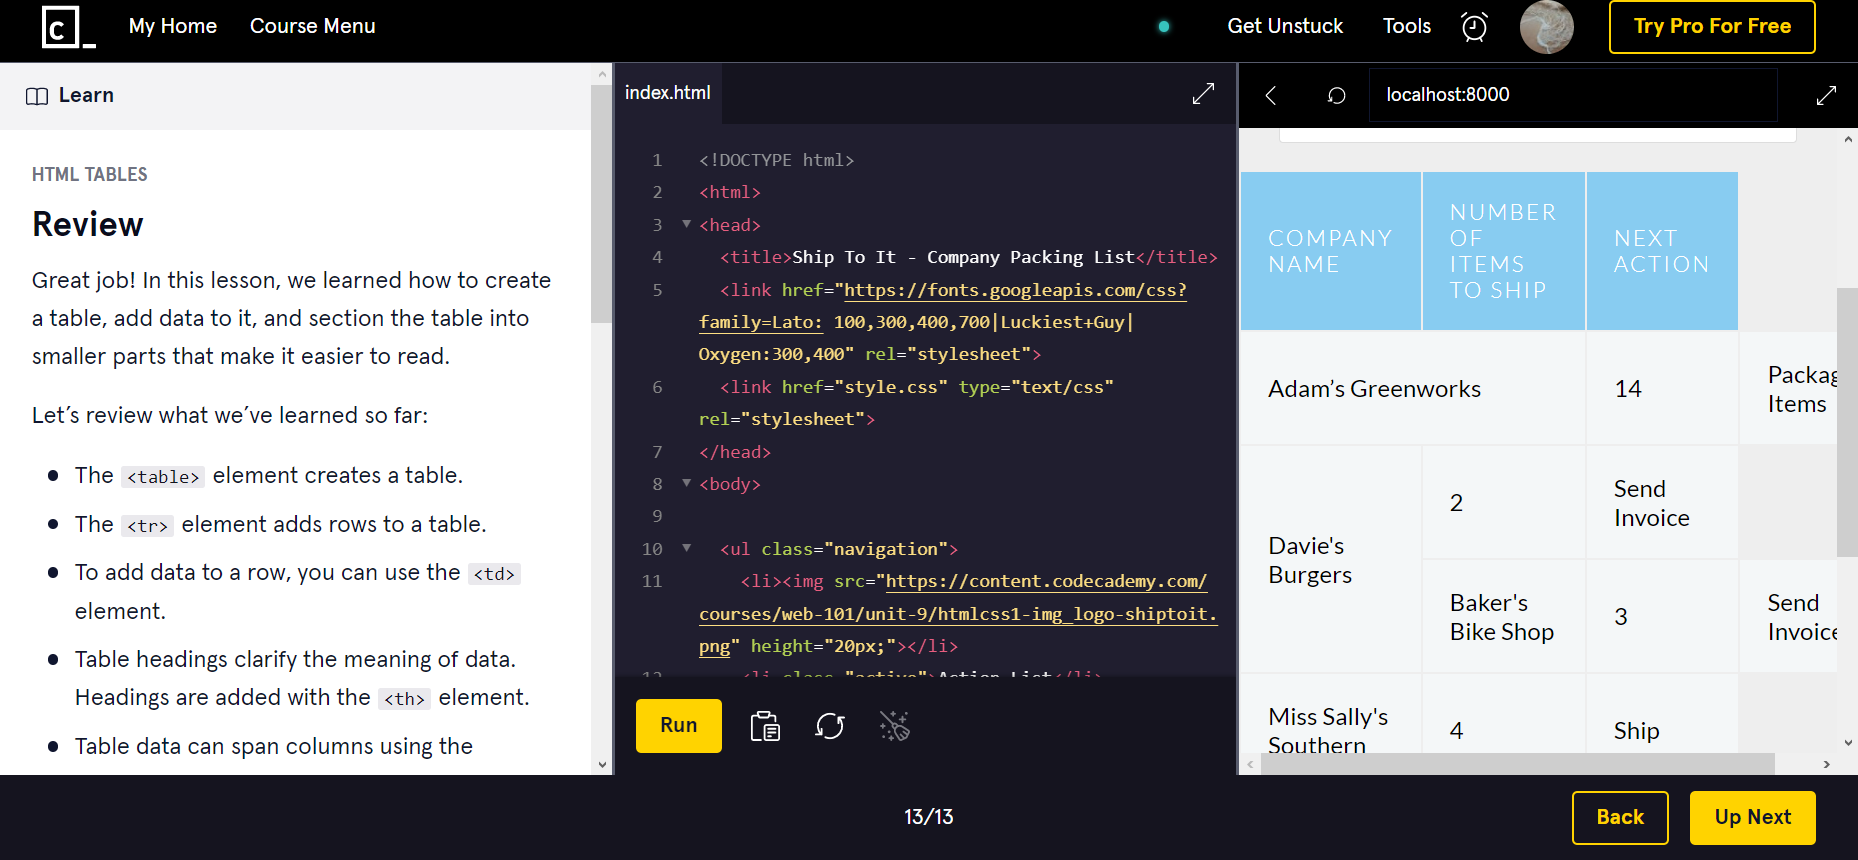 My Home Course Menu Get Unstuck Tools Try Pro For Free
Learn
HTML TABLES
Review
Great job! In this lesson, we learned how to create
a table, add data to it, and section the table into
smaller parts that make it easier to read.
Let’s review what we’ve learned so far:
The <table> element creates a table.
The <tr> element adds rows to a table.
To add data to a row, you can use the <td>
element.
Table headings clarify the meaning of data.
Headings are added with the <th> element.
Table data can span columns using the
index.html
1 <!DOCTYPE html>
2 <html>
3 <head>
4 <title>Ship To It - Company Packing List</title>
5 <link href="https://fonts.googleapis.com/css?
family=Lato: 100,300,400,700|Luckiest+Guy|
Oxygen:300,400" rel="stylesheet">
6 <link href="style.css" type="text/css"
rel="stylesheet">
7 </head>
8 <body>
9
10 <ul class="navigation">
11 <li><img src="https://content.codecademy.com/
courses/web-101/unit-9/htmlcss1-img_logo-shiptoit.
png" height="20px;"></li>
12 <li class="active">Action List</li>
Run
localhost:8000
COMPANY
NAME
NUMBER
OF
ITEMS
TO SHIP
NEXT
ACTION
Adam’s Greenworks
14
Packag
Items
Davie's
Burgers
2
Send
Invoice
Baker's
Bike Shop
3
Send
Invoice
Miss Sally's
Southern
4
Ship
13/13
Back
Up Next